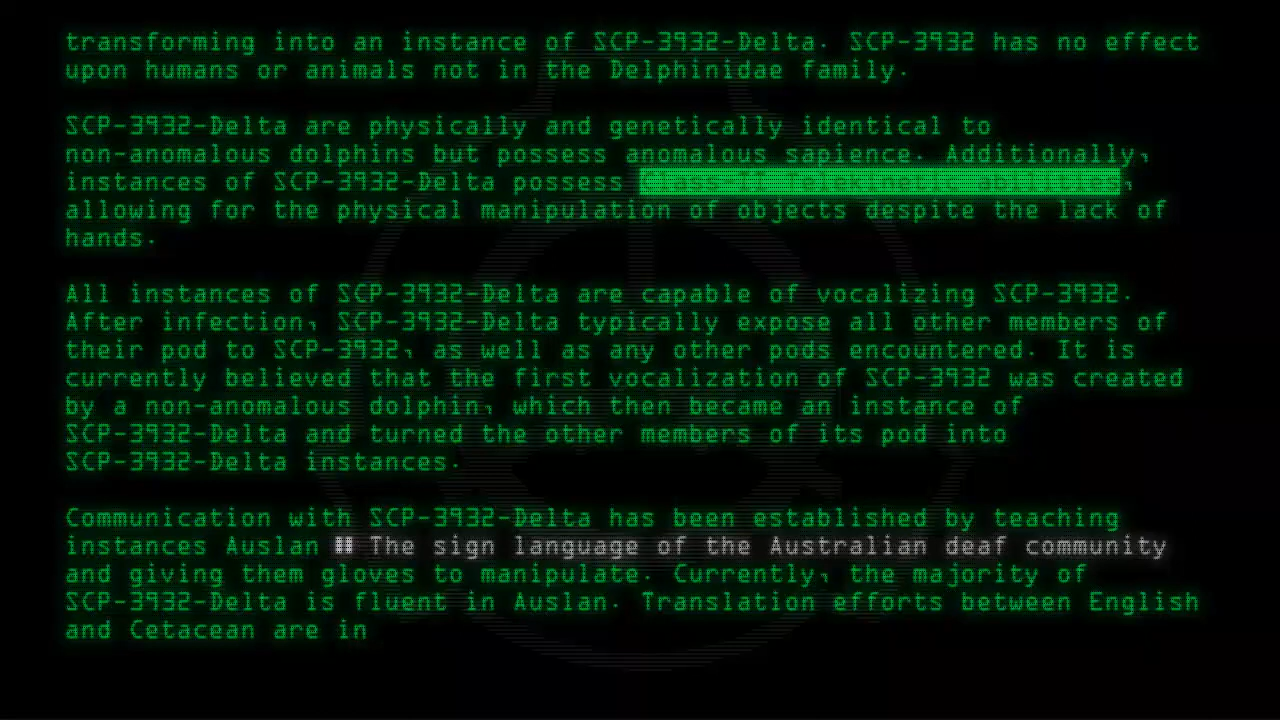 transforming into an instance of SCP-3932-Delta. SCP-3932 has no effect
upon humans or animals not in the Delphinidae family.
SCP-3932-Delta are physically and genetically identical to
non-anomalous dolphins but possess anomalous sapience. Additionally,
instances of SCP-3932-Delta possess Class-II Telekinetic abilities,
allowing for the physical manipulation of objects despite the lack of
hands.
All instances of SCP-3932-Delta are capable of vocalizing SCP-3932.
After infection, SCP-3932-Delta typically expose all other members of
their pod to SCP-3932, as well as any other pods encountered. It is
currently believed that the first vocalization of SCP-3932 was created
by a non-anomalous dolphin, which then became an instance of
SCP-3932-Delta and turned the other members of its pod into
SCP-3932-Delta instances.
Communication with SCP-3932-Delta has been established by teaching
instances Auslan ## The sign language of the Australian deaf community
and giving them gloves to manipulate. Currently, the majority of
SCP-3932-Delta is fluent in Auslan. Translation efforts between English
and Cetacean are in